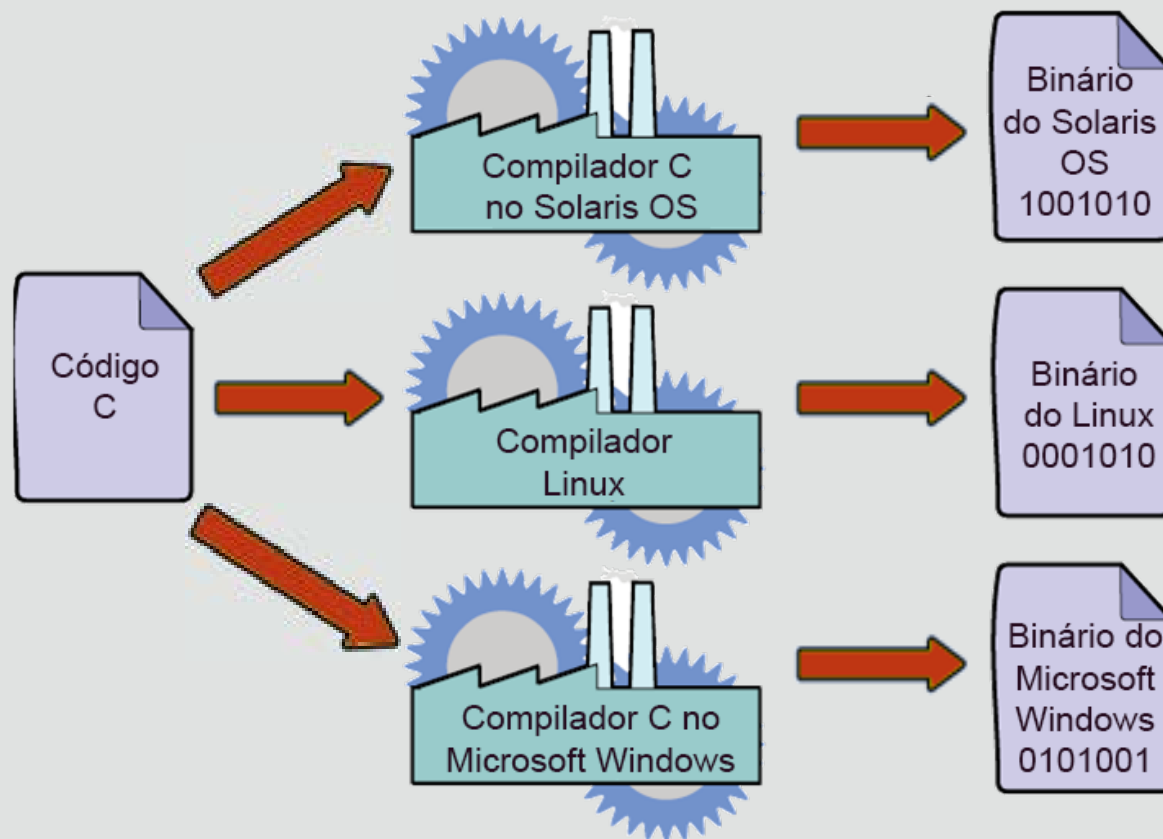 Código
C
Compilador C
no Solaris OS
Binário
do Solaris
OS
1001010
Compilador
Linux
Binário
do Linux
0001010
Compilador C no
Microsoft Windows
Binário do
Microsoft
Windows
0101001